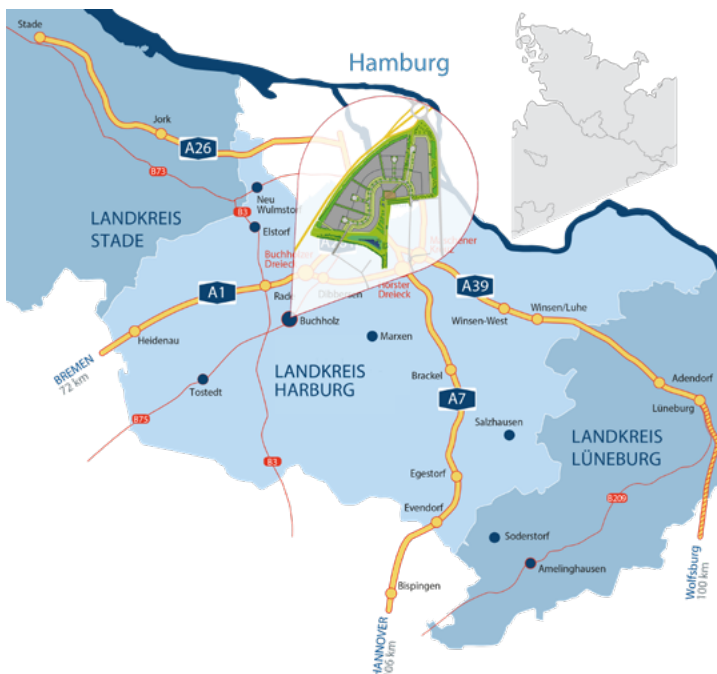 Stade
Hamburg
Jork
A26
B73
Neu
Wulmstorf
B3
Elstorf
LANDKREIS
STADE
Buchholzer
Dreieck
Horster
Dreieck
A39
A1
Rade
Dibbersen
Winsen/Luhe
Winsen-West
Buchholz
Heidenau
Marxen
BREMEN
72 km
LANDKREIS
HARBURG
Brackel
Adendorf
Tostedt
A7
Lüneburg
B75
Salzhausen
LANDKREIS
LÜNEBURG
B3
Egestorf
B209
Evendorf
Soderstorf
Amelinghausen
Wolfsburg
100 km
Bispingen
HANNOVER